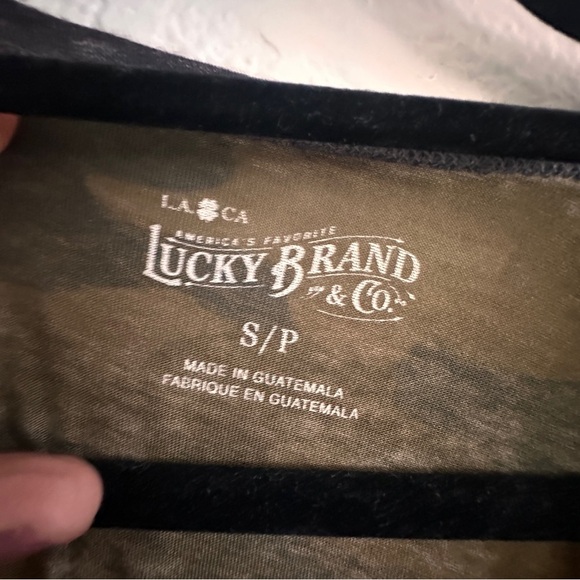 L.A. CA
AMERICA'S FAVORITE
LUCKY BRAND
& CO.
S/P
MADE IN GUATEMALA
FABRIQUE EN GUATEMALA